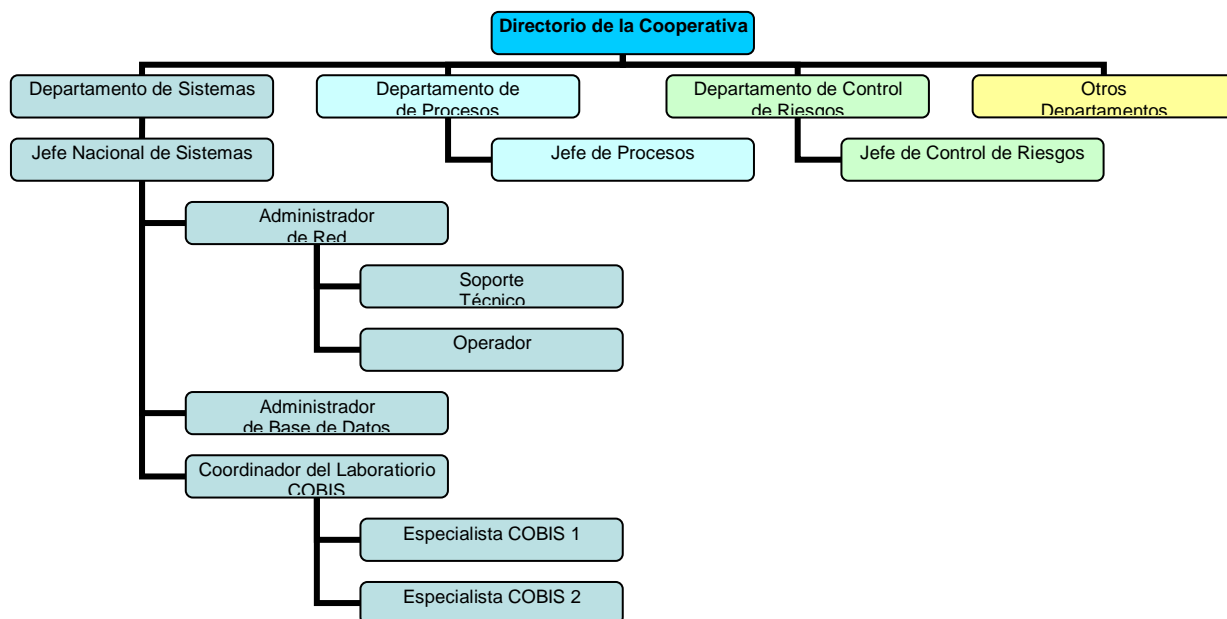 Directorio de la Cooperativa
Departamento de Sistemas
Departamento de
de Procesos
Departamento de Control
de Riesgos
Otros
Departamentos
Jefe Nacional de Sistemas
Jefe de Procesos
Jefe de Control de Riesgos
Administrador
de Red
Soporte
Técnico
Operador
Administrador
de Base de Datos
Coordinador del Laboratiorio
COBIS
Especialista COBIS 1
Especialista COBIS 2